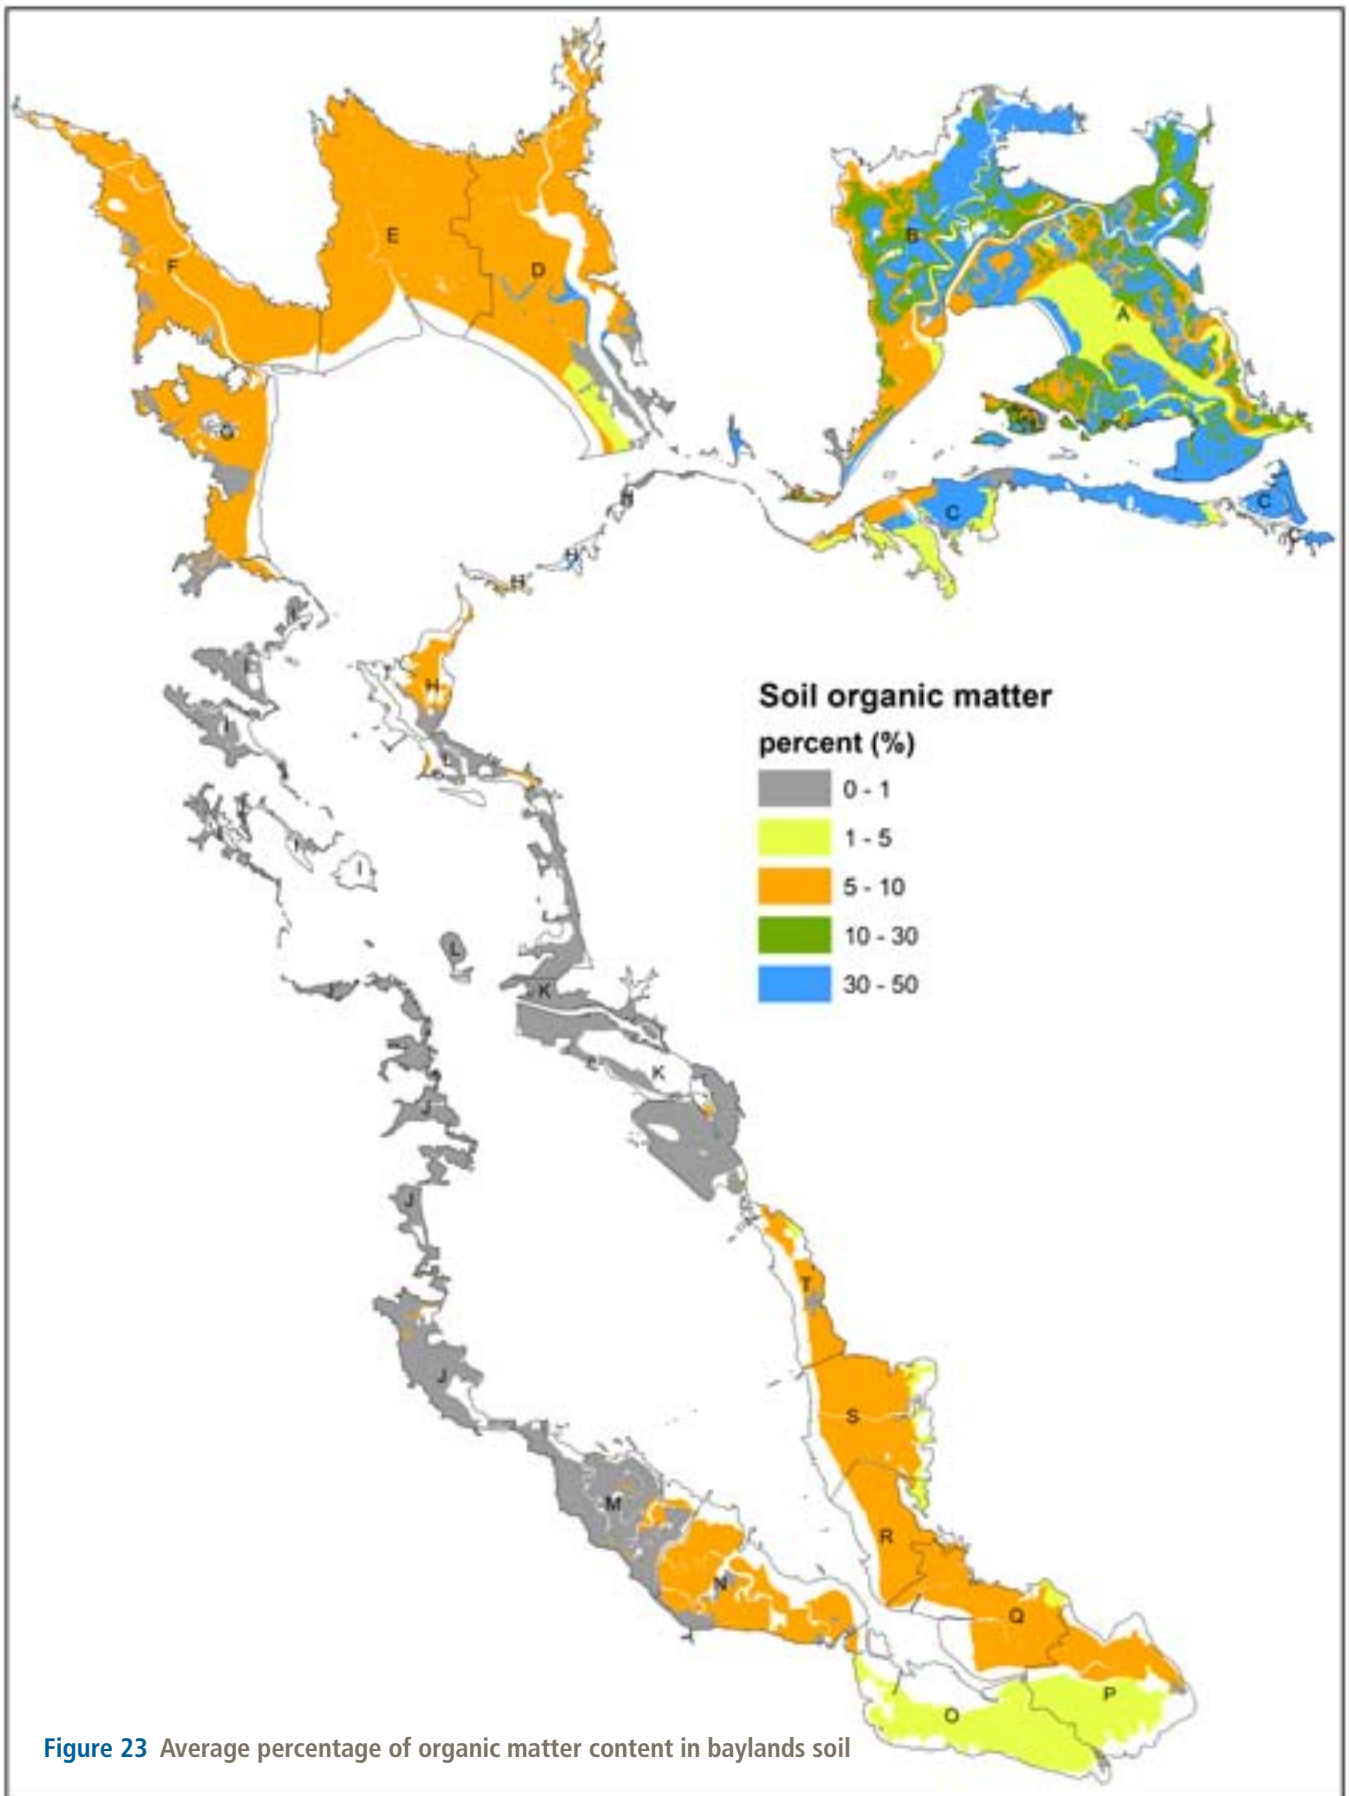 E
B
D
F
A
G
C
C
C
H
H
H
I
I
H
I
L
I
I
I
L
J
K
K
J
J
J
T
S
M
R
N
Q
P
O
Soil organic matter
percent (%)
0 - 1
1 - 5
5 - 10
10 - 30
30 - 50
Figure 23 Average percentage of organic matter content in baylands soil